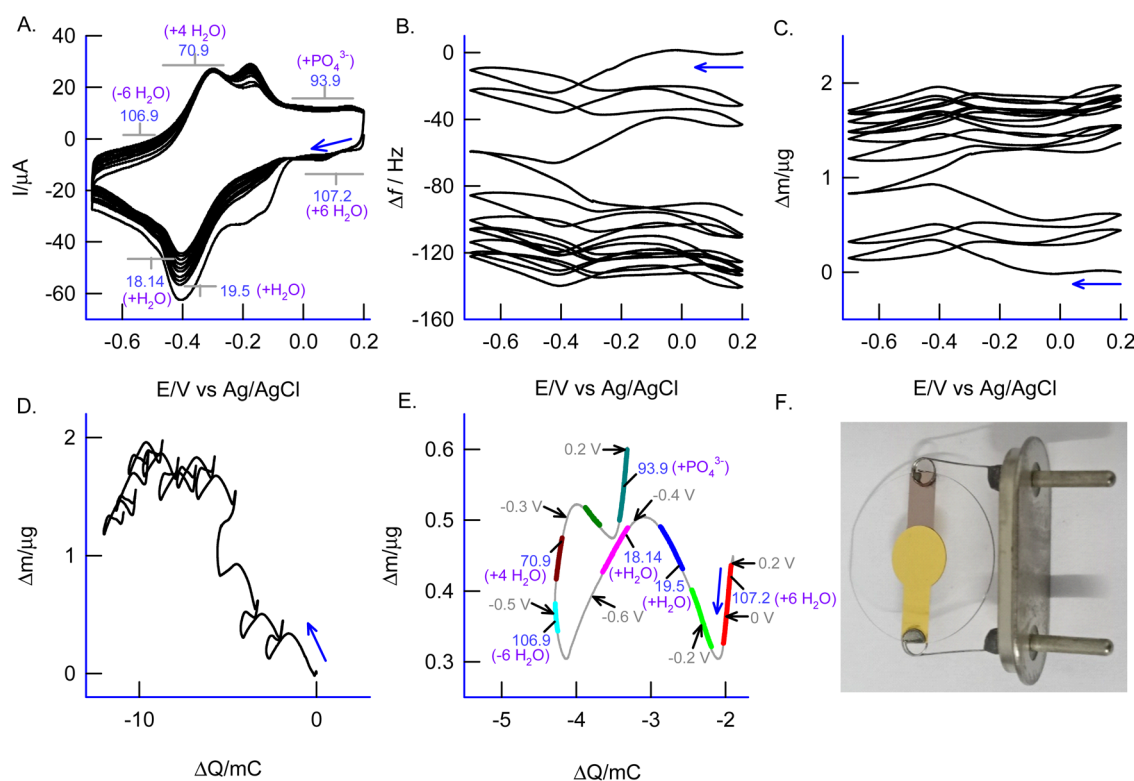 A.
40
20
0
-20
-40
-60
I/µA
(+4 H2O)
70.9
(-6 H2O)
106.9
(+PO4 3-)
93.9
107.2
(+6 H2O)
18.14
(+H2O)
19.5 (+H2O)
-0.6 -0.4 -0.2 0.0 0.2
E/V vs Ag/AgCl
B.
0
-40
-80
-120
-160
Δf / Hz
-0.6 -0.4 -0.2 0.0 0.2
E/V vs Ag/AgCl
C.
2
1
0
Δm/µg
-0.6 -0.4 -0.2 0.0 0.2
E/V vs Ag/AgCl
D.
2
1
0
Δm/µg
-10 0
ΔQ/mC
E.
0.6
0.5
0.4
0.3
Δm/µg
0.2 V
93.9 (+PO4 3-)
-0.3 V
-0.4 V
70.9
(+4 H2O)
18.14
(+H2O)
19.5
(+H2O)
0.2 V
107.2 (+6 H2O)
0 V
-0.5 V
106.9
(-6 H2O)
-0.6 V
-0.2 V
-5 -4 -3 -2
ΔQ/mC
F.